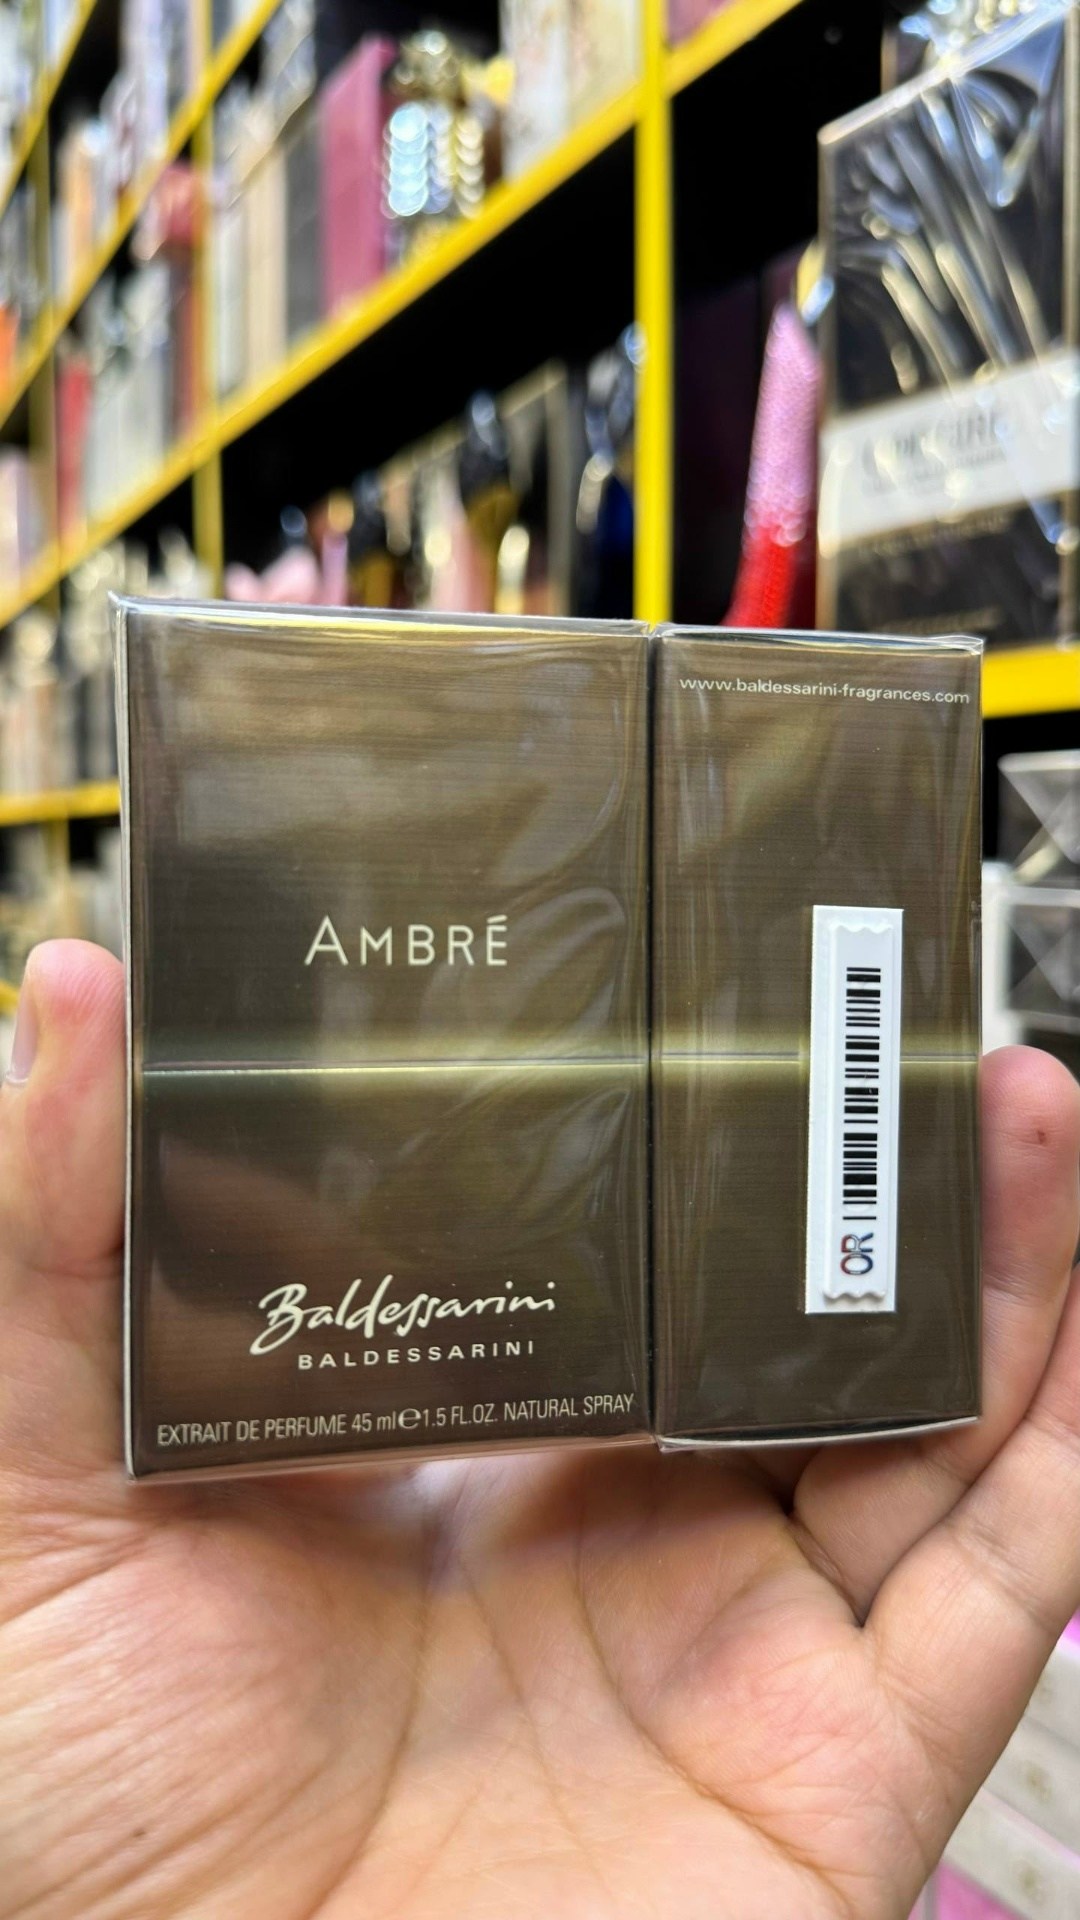 www.baldessarini-fragrances.com
AMBRÉ
Baldessarini
BALDESSARINI
EXTRAIT DE PERFUME 45 ml℮1.5 FL.OZ. NATURAL SPRAY
OR